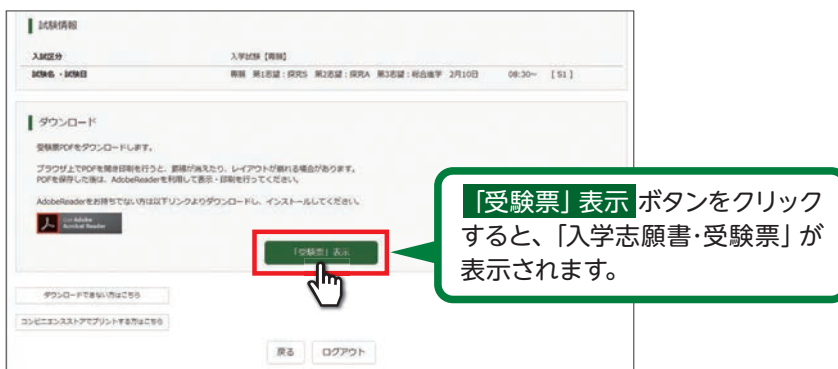 試験情報
入試区分 入学試験【専願】
試験名・試験日 専願 第1志望:探究S 第2志望:探究A 第3志望:総合進学 2月10日 08:30~ [S1]
ダウンロード
受験票PDFをダウンロードします。
ブラウザ上でPDFを開き印刷を行うと、罫線が消えたり、レイアウトが崩れる場合があります。
PDFを保存した後は、AdobeReaderを利用して表示・印刷を行ってください。
AdobeReaderをお持ちでない方は以下リンクよりダウンロードし、インストールしてください。
Get Adobe
Acrobat Reader
「受験票」表示
「受験票」表示 ボタンをクリック
すると、「入学志願書・受験票」が
表示されます。
ダウンロードできない方はこちら
コンビニエンスストアでプリントする方はこちら
戻る ログアウト